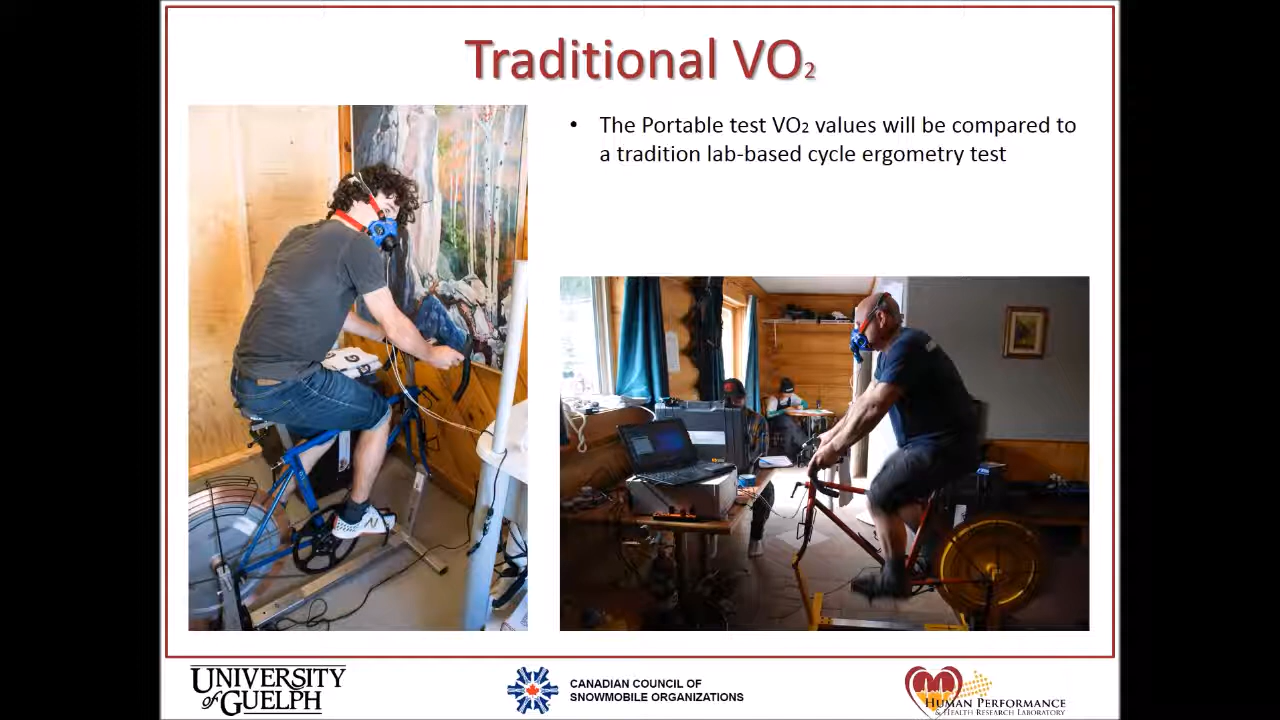 Traditional VO₂
• The Portable test VO₂ values will be compared to
a tradition lab-based cycle ergometry test
UNIVERSITY
of GUELPH
CANADIAN COUNCIL OF
SNOWMOBILE ORGANIZATIONS
HUMAN PERFORMANCE
& HEALTH RESEARCH LABORATORY